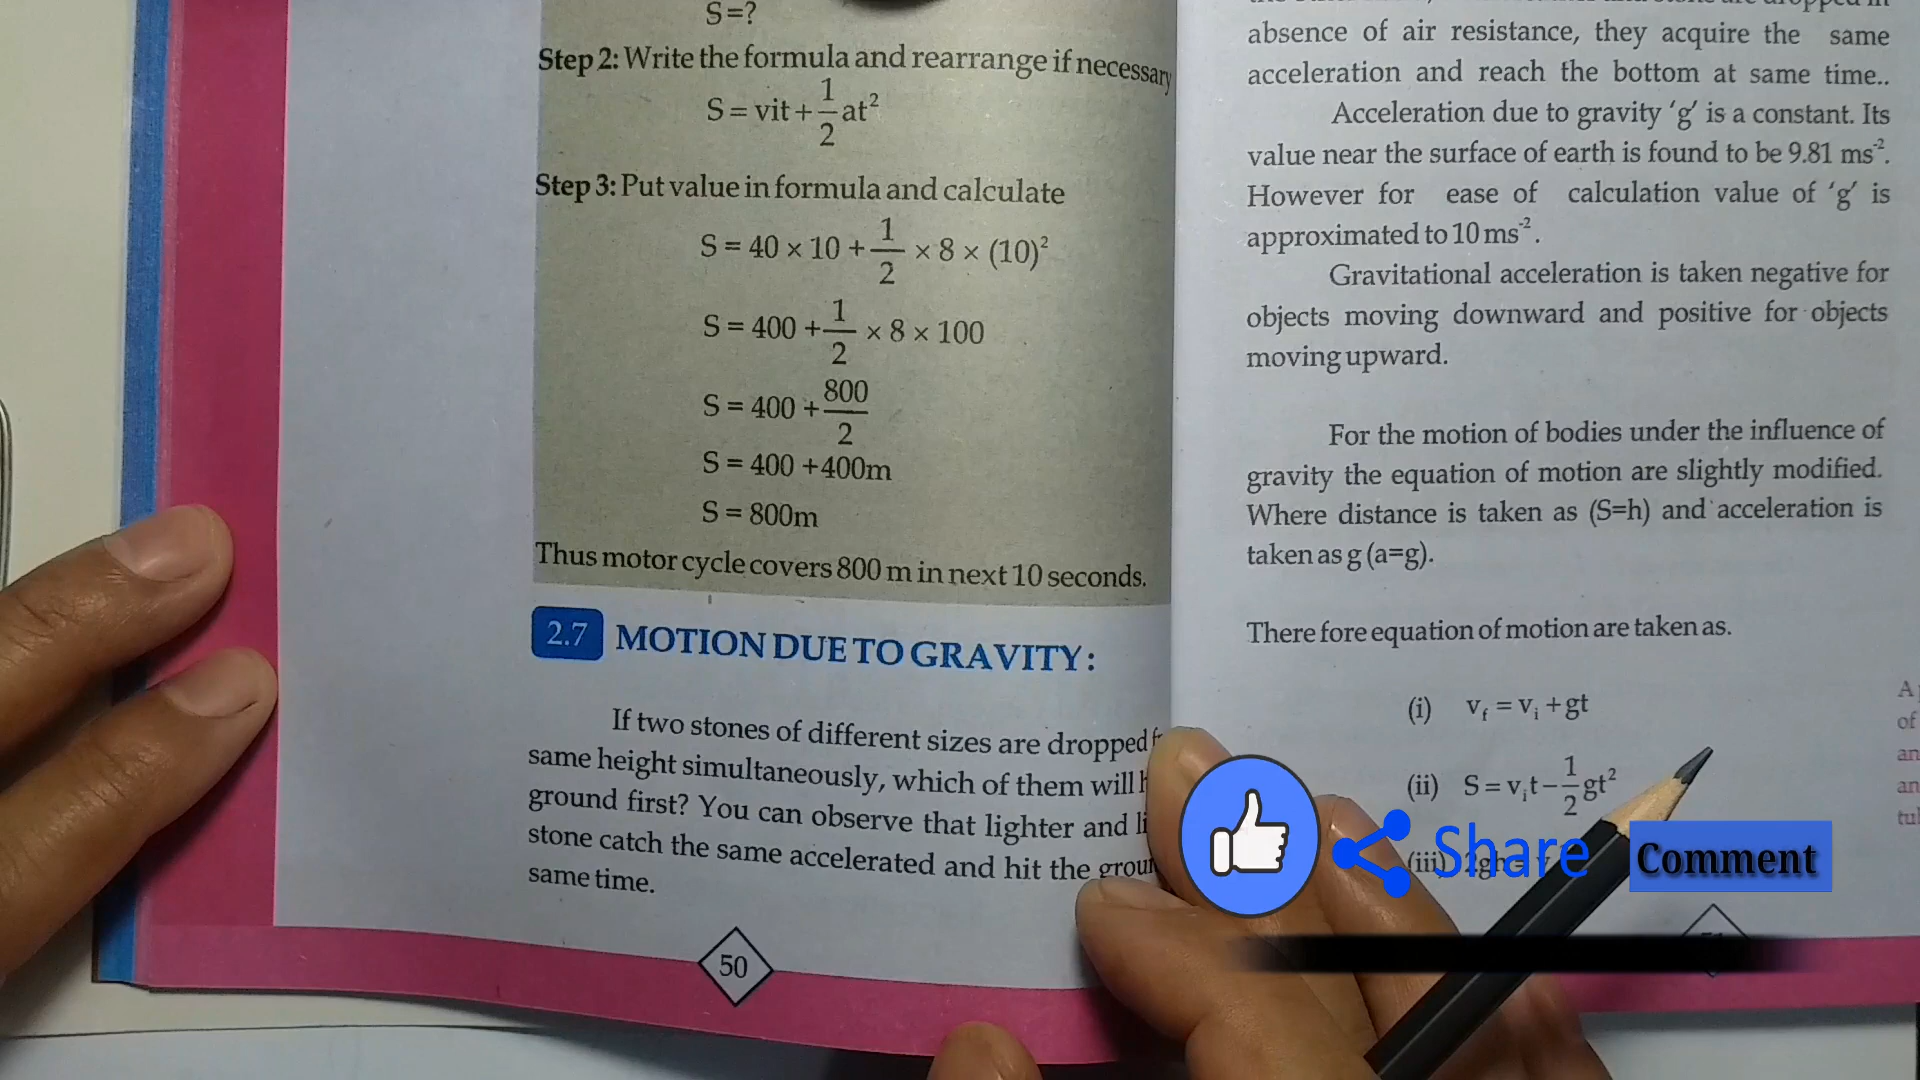 S=?
Step 2: Write the formula and rearrange if necessary
S = vit + 1/2 at²
Step 3: Put value in formula and calculate
S = 40 × 10 + 1/2 × 8 × (10)²
S = 400 + 1/2 × 8 × 100
S = 400 + 800/2
S = 400 +400m
S = 800m
Thus motor cycle covers 800 m in next 10 seconds.
2.7 MOTION DUE TO GRAVITY:
If two stones of different sizes are dropped
same height simultaneously, which of them will
ground first? You can observe that lighter and
stone catch the same accelerated and hit the
same time.
50
absence of air resistance, they acquire the same
acceleration and reach the bottom at same time..
Acceleration due to gravity ‘g’ is a constant. Its
value near the surface of earth is found to be 9.81 ms⁻².
However for ease of calculation value of ‘g’ is
approximated to 10 ms⁻².
Gravitational acceleration is taken negative for
objects moving downward and positive for objects
moving upward.
For the motion of bodies under the influence of
gravity the equation of motion are slightly modified.
Where distance is taken as (S=h) and acceleration is
taken as g (a=g).
There fore equation of motion are taken as.
(i) v_f = v_i + gt
(ii) S = v_i t − 1/2 gt²
(iii)
Share
Comment
of
an
an